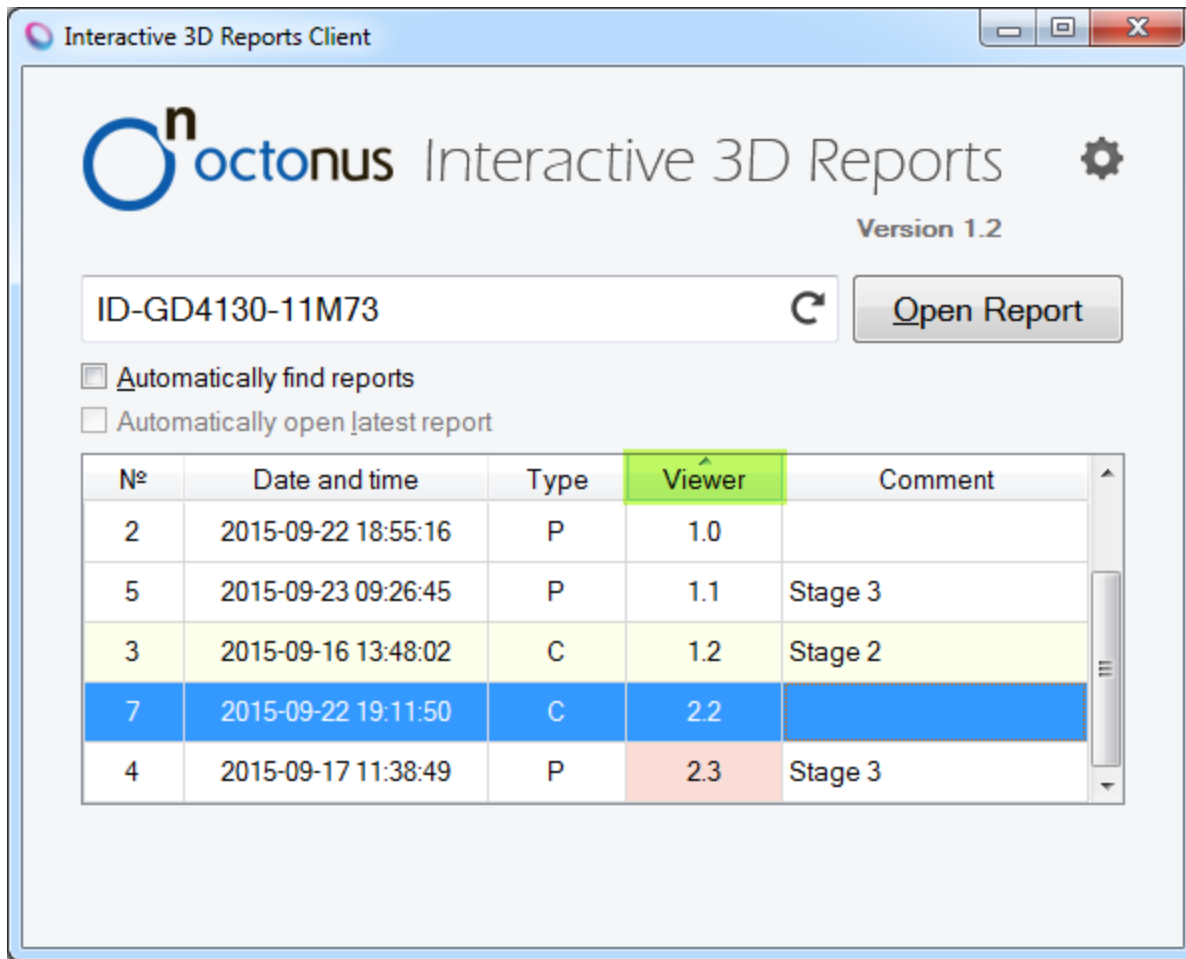 Interactive 3D Reports Client
On octonus Interactive 3D Reports
Version 1.2
ID-GD4130-11M73 Open Report
Automatically find reports
Automatically open latest report
№ Date and time Type Viewer Comment
2 2015-09-22 18:55:16 P 1.0
5 2015-09-23 09:26:45 P 1.1 Stage 3
3 2015-09-16 13:48:02 C 1.2 Stage 2
7 2015-09-22 19:11:50 C 2.2
4 2015-09-17 11:38:49 P 2.3 Stage 3